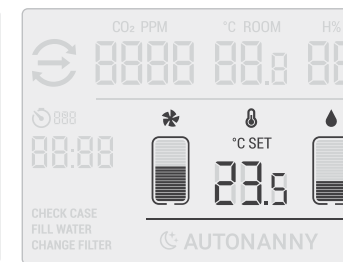 CO₂ PPM °C ROOM H%
8888 88.8 88
888
88:88
°C SET
23.5
CHECK CASE
FILL WATER
CHANGE FILTER
AUTONANNY